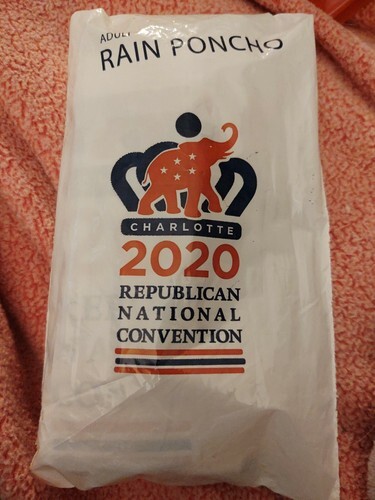 ADULT
RAIN PONCHO
CHARLOTTE
2020
REPUBLICAN
NATIONAL
CONVENTION